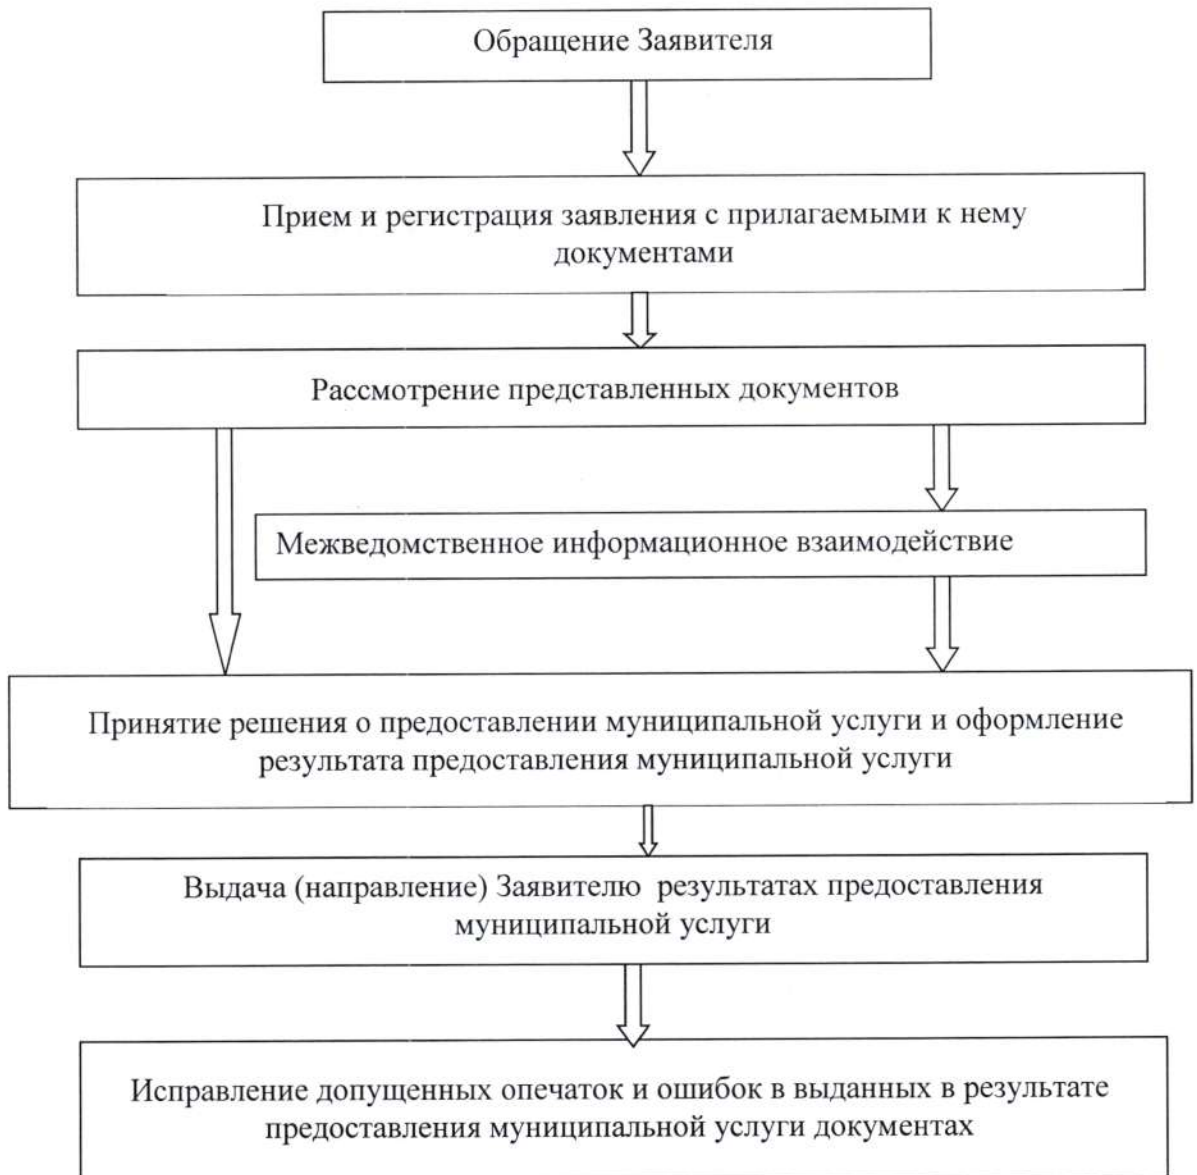 Обращение Заявителя
Прием и регистрация заявления с прилагаемыми к нему
документами
Рассмотрение представленных документов
Межведомственное информационное взаимодействие
Принятие решения о предоставлении муниципальной услуги и оформление
результата предоставления муниципальной услуги
Выдача (направление) Заявителю результатах предоставления
муниципальной услуги
Исправление допущенных опечаток и ошибок в выданных в результате
предоставления муниципальной услуги документах